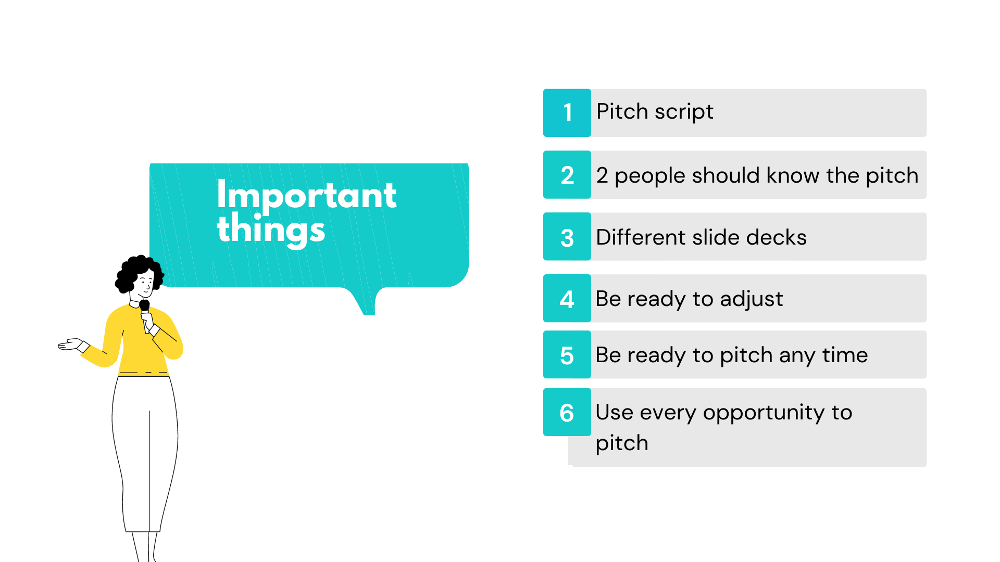 Important
things
1 Pitch script
2 2 people should know the pitch
3 Different slide decks
4 Be ready to adjust
5 Be ready to pitch any time
6 Use every opportunity to
pitch